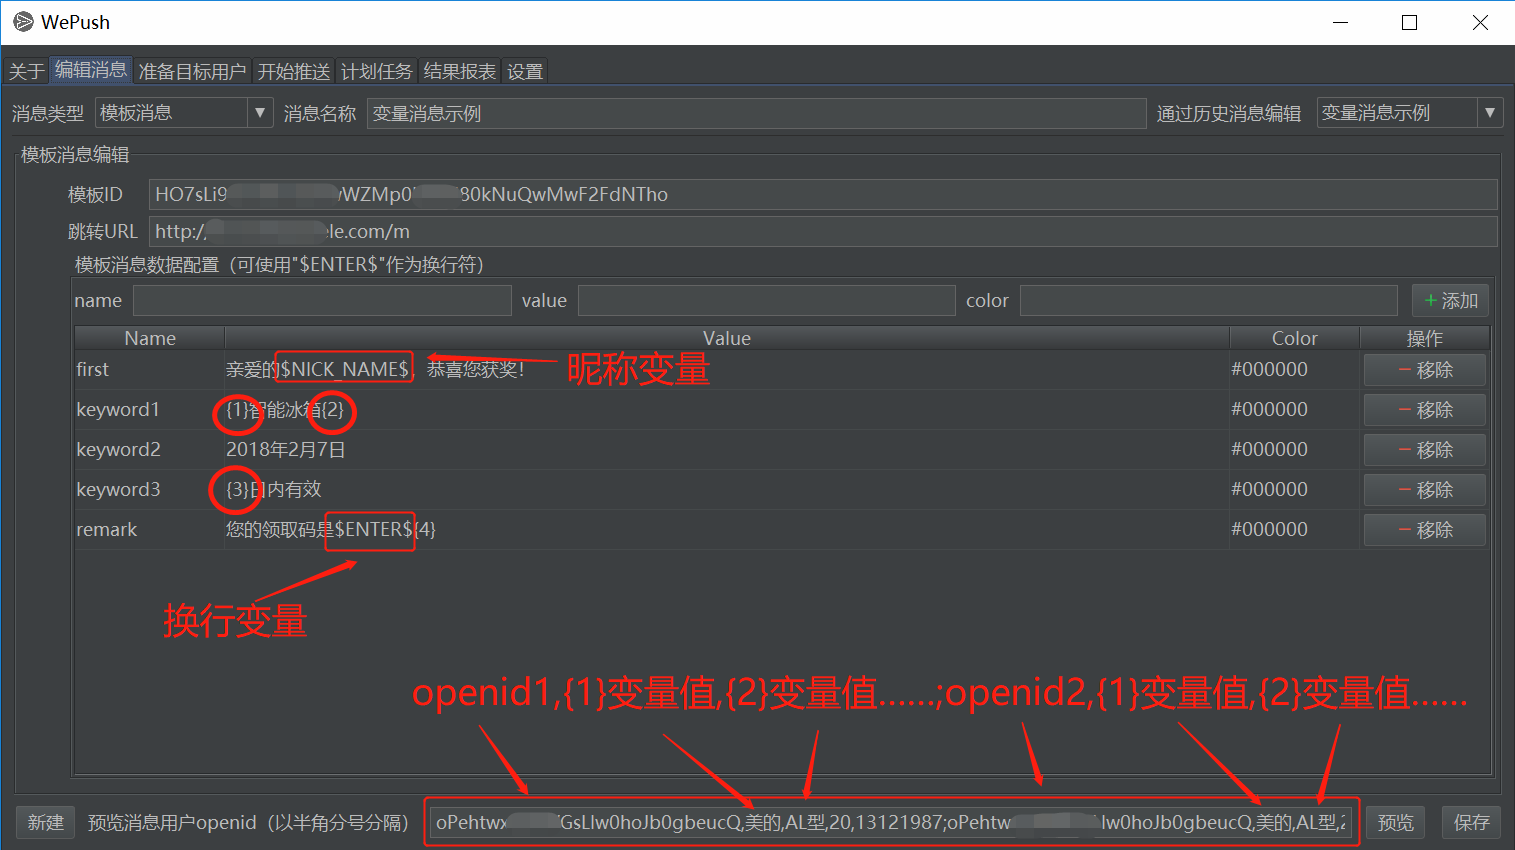 WePush
关于 编辑消息 准备目标用户 开始推送 计划任务 结果报表 设置
消息类型 模板消息 消息名称 变量消息示例 通过历史消息编辑 变量消息示例
模板消息编辑
模板ID HO7sLi9 WZMp0 80kNuQwMwF2FdNTho
跳转URL http:/ le.com/m
模板消息数据配置（可使用"$ENTER$"作为换行符）
name value color +添加
Name Value Color 操作
first 亲爱的$NICK_NAME$，恭喜您获奖！ #000000 −移除
昵称变量
keyword1 {1}智能冰箱{2} #000000 −移除
keyword2 2018年2月7日 #000000 −移除
keyword3 {3}日内有效 #000000 −移除
remark 您的领取码是$ENTER${4} #000000 −移除
换行变量
openid1,{1}变量值,{2}变量值......;openid2,{1}变量值,{2}变量值......
新建 预览消息用户openid（以半角分号分隔） oPehtw GsLlw0hoJb0gbeucQ,美的,AL型,20,13121987;oPehtw lw0hoJb0gbeucQ,美的,AL型,2 预览 保存